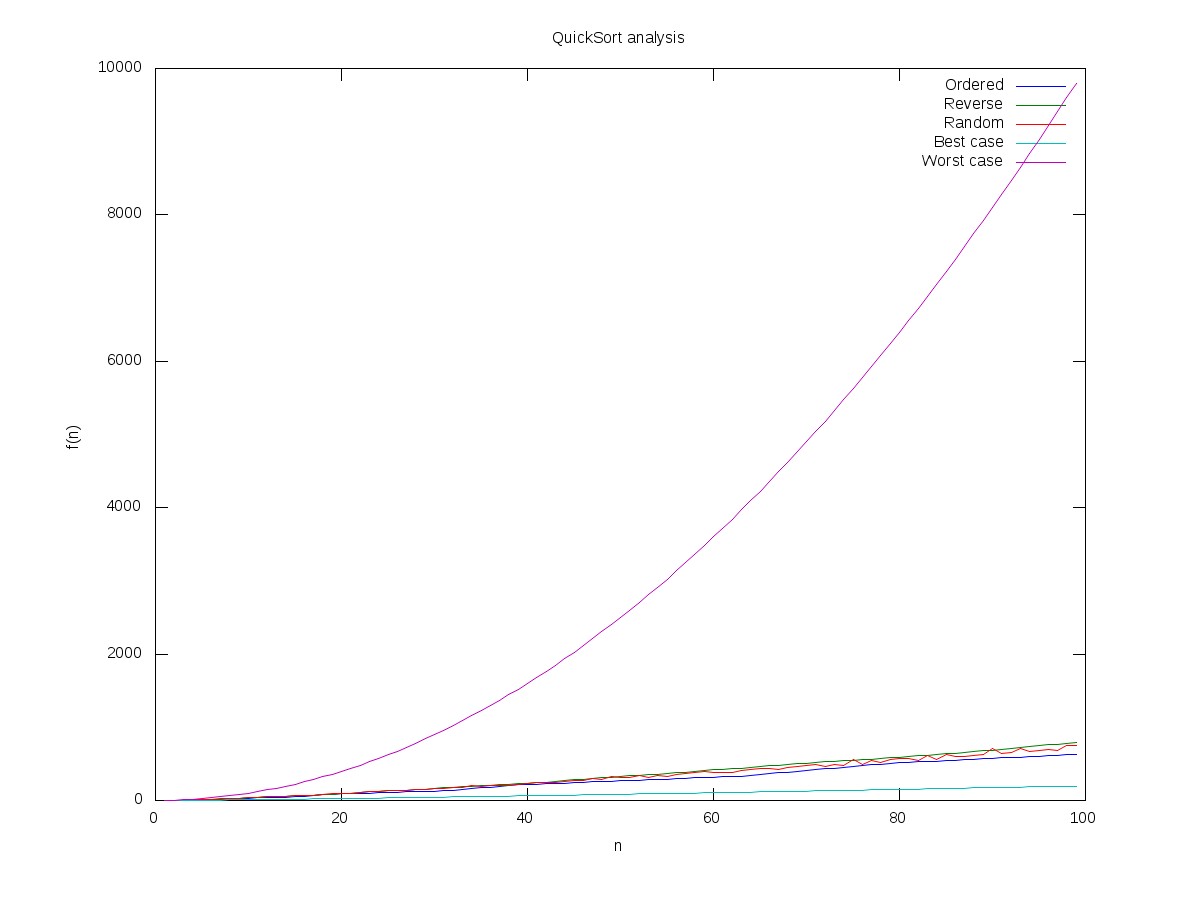 QuickSort analysis
10000
8000
6000
4000
2000
0
f(n)
Ordered
Reverse
Random
Best case
Worst case
0 20 40 60 80 100
n